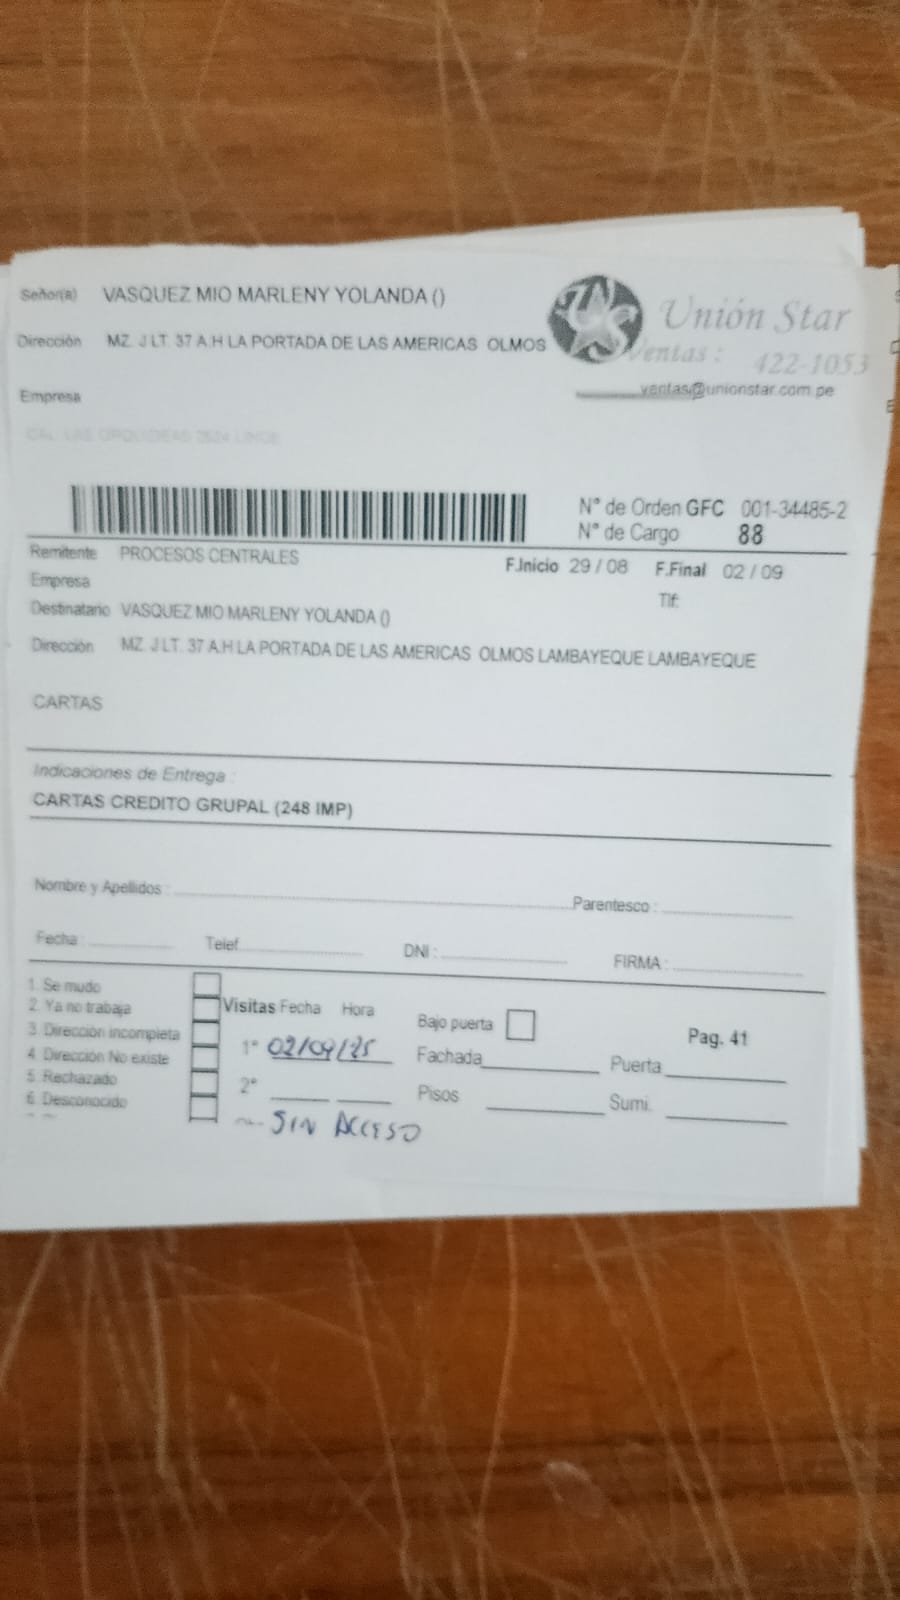 Señor(a) VASQUEZ MIO MARLENY YOLANDA ()
Dirección MZ. J LT. 37 A.H LA PORTADA DE LAS AMERICAS OLMOS
Unión Star
Ventas : 422-1053
ventas@unionstar.com.pe
Empresa
N° de Orden GFC 001-34485-2
N° de Cargo 88
Remitente PROCESOS CENTRALES
F.Inicio 29 / 08 F.Final 02 / 09
Empresa
Tlf:
Destinatario VASQUEZ MIO MARLENY YOLANDA ()
Dirección MZ. J LT. 37 A.H LA PORTADA DE LAS AMERICAS OLMOS LAMBAYEQUE LAMBAYEQUE
CARTAS
Indicaciones de Entrega :
CARTAS CREDITO GRUPAL (248 IMP)
Nombre y Apellidos : Parentesco :
Fecha : Telef. DNI : FIRMA :
1. Se mudo
2. Ya no trabaja
3. Dirección incompleta
4. Dirección No existe
5. Rechazado
6. Desconocido
Visitas Fecha Hora
1° 02/09/25
2°
SIN ACCESO
Bajo puerta
Pag. 41
Fachada Puerta
Pisos Sumi.